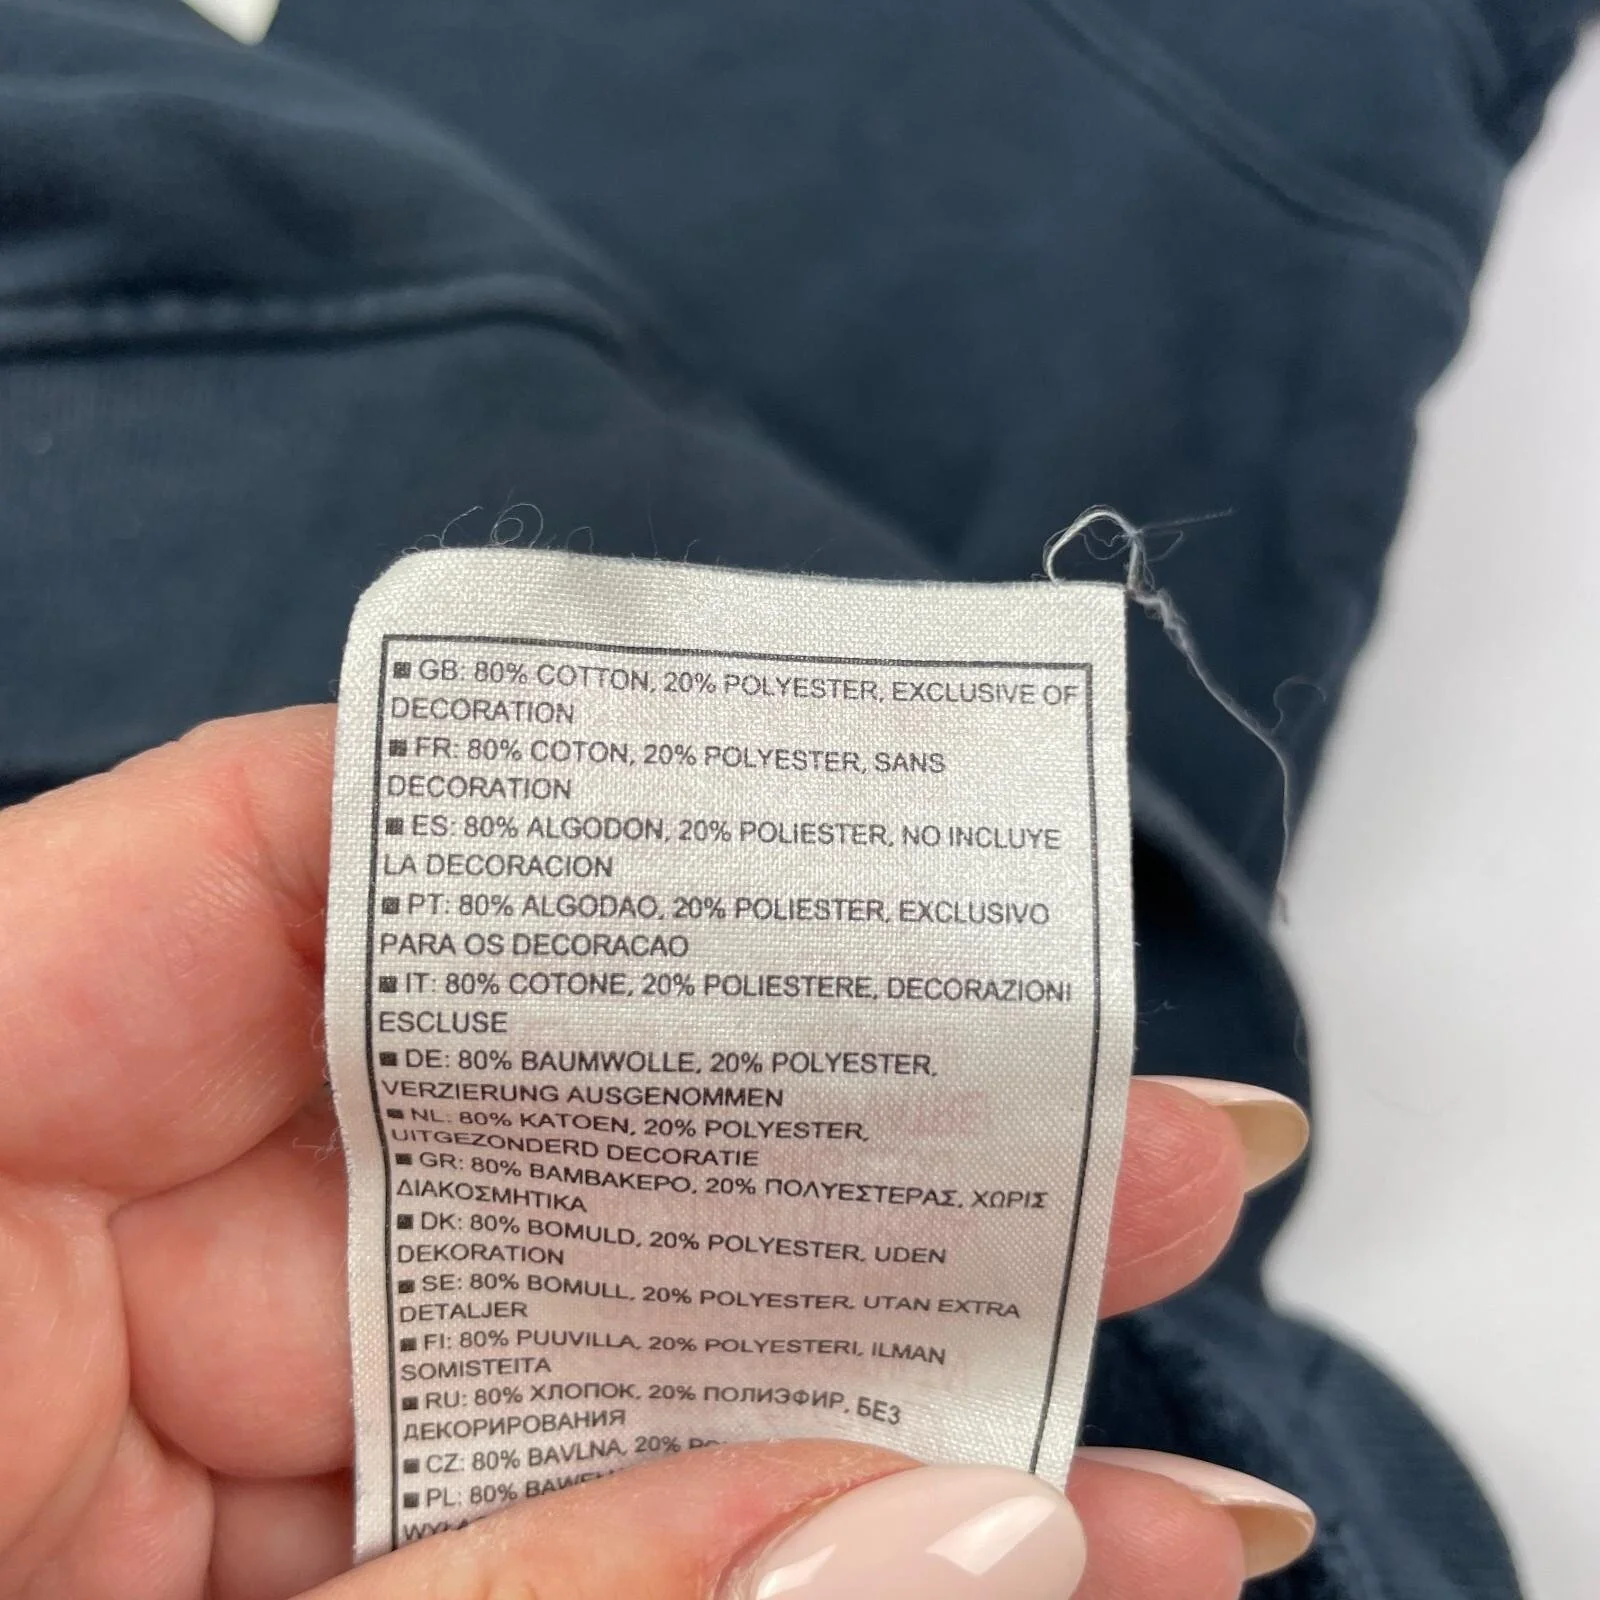 GB: 80% COTTON, 20% POLYESTER, EXCLUSIVE OF
DECORATION
FR: 80% COTON, 20% POLYESTER, SANS
DECORATION
ES: 80% ALGODON, 20% POLIESTER, NO INCLUYE
LA DECORACION
PT: 80% ALGODAO, 20% POLIESTER, EXCLUSIVO
PARA OS DECORACAO
IT: 80% COTONE, 20% POLIESTERE, DECORAZIONI
ESCLUSE
DE: 80% BAUMWOLLE, 20% POLYESTER,
VERZIERUNG AUSGENOMMEN
NL: 80% KATOEN, 20% POLYESTER,
UITGEZONDERD DECORATIE
GR: 80% ΒΑΜΒΑΚΕΡΟ, 20% ΠΟΛΥΕΣΤΕΡΑΣ, ΧΩΡΙΣ
ΔΙΑΚΟΣΜΗΤΙΚΑ
DK: 80% BOMULD, 20% POLYESTER, UDEN
DEKORATION
SE: 80% BOMULL, 20% POLYESTER, UTAN EXTRA
DETALJER
FI: 80% PUUVILLA, 20% POLYESTERI, ILMAN
SOMISTEITA
RU: 80% ХЛОПОК, 20% ПОЛИЭФИР, БЕЗ
ДЕКОРИРОВАНИЯ
CZ: 80% BAVLNA, 20%
PL: 80%